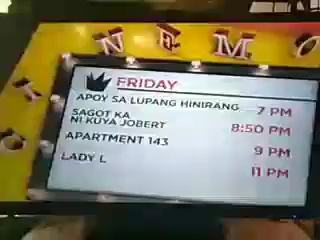 NEMO
FRIDAY
APOY SA LUPANG HINIRANG 7 PM
SAGOT KA
NI KUYA JOBERT 8:50 PM
APARTMENT 143 9 PM
LADY L 11 PM